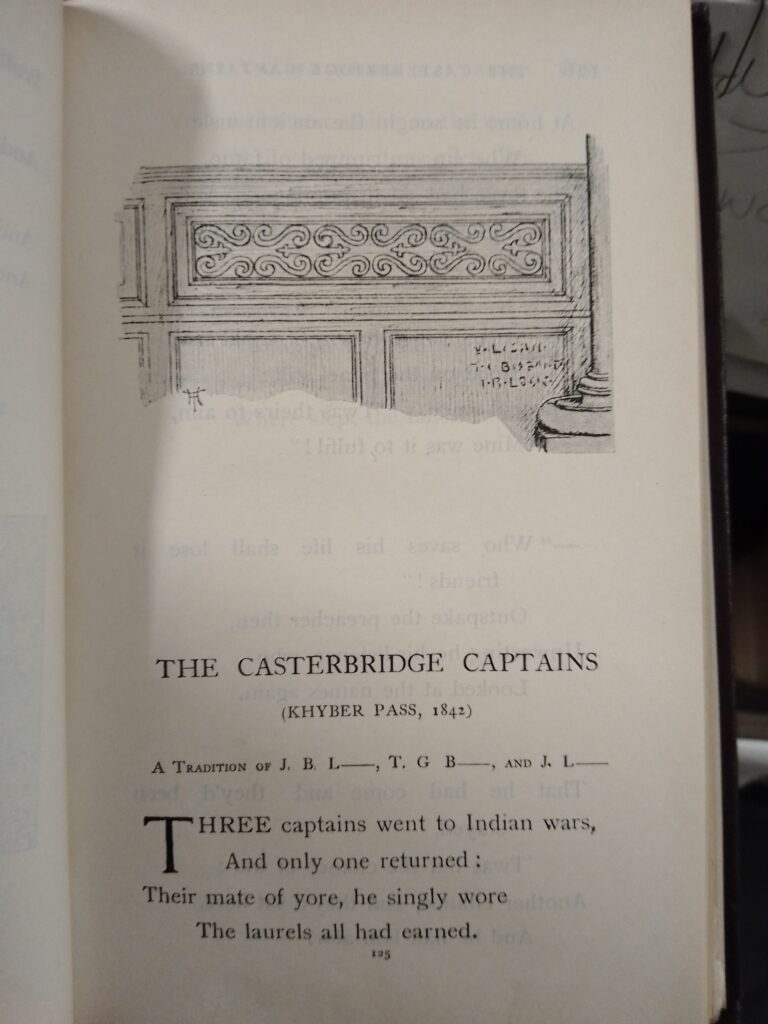 THE CASTERBRIDGE CAPTAINS
(KHYBER PASS, 1842)
A TRADITION OF J. B. L——, T. G B——, AND J. L——
THREE captains went to Indian wars,
And only one returned :
Their mate of yore, he singly wore
The laurels all had earned.
125